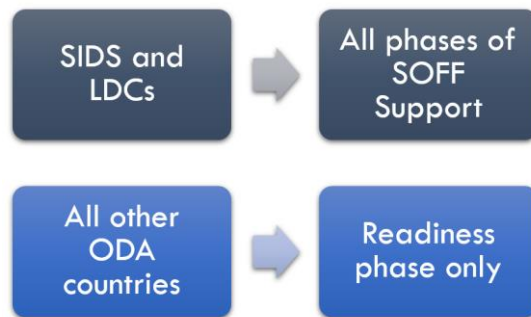 SIDS and
LDCs
All phases of
SOFF
Support
All other
ODA
countries
Readiness
phase only